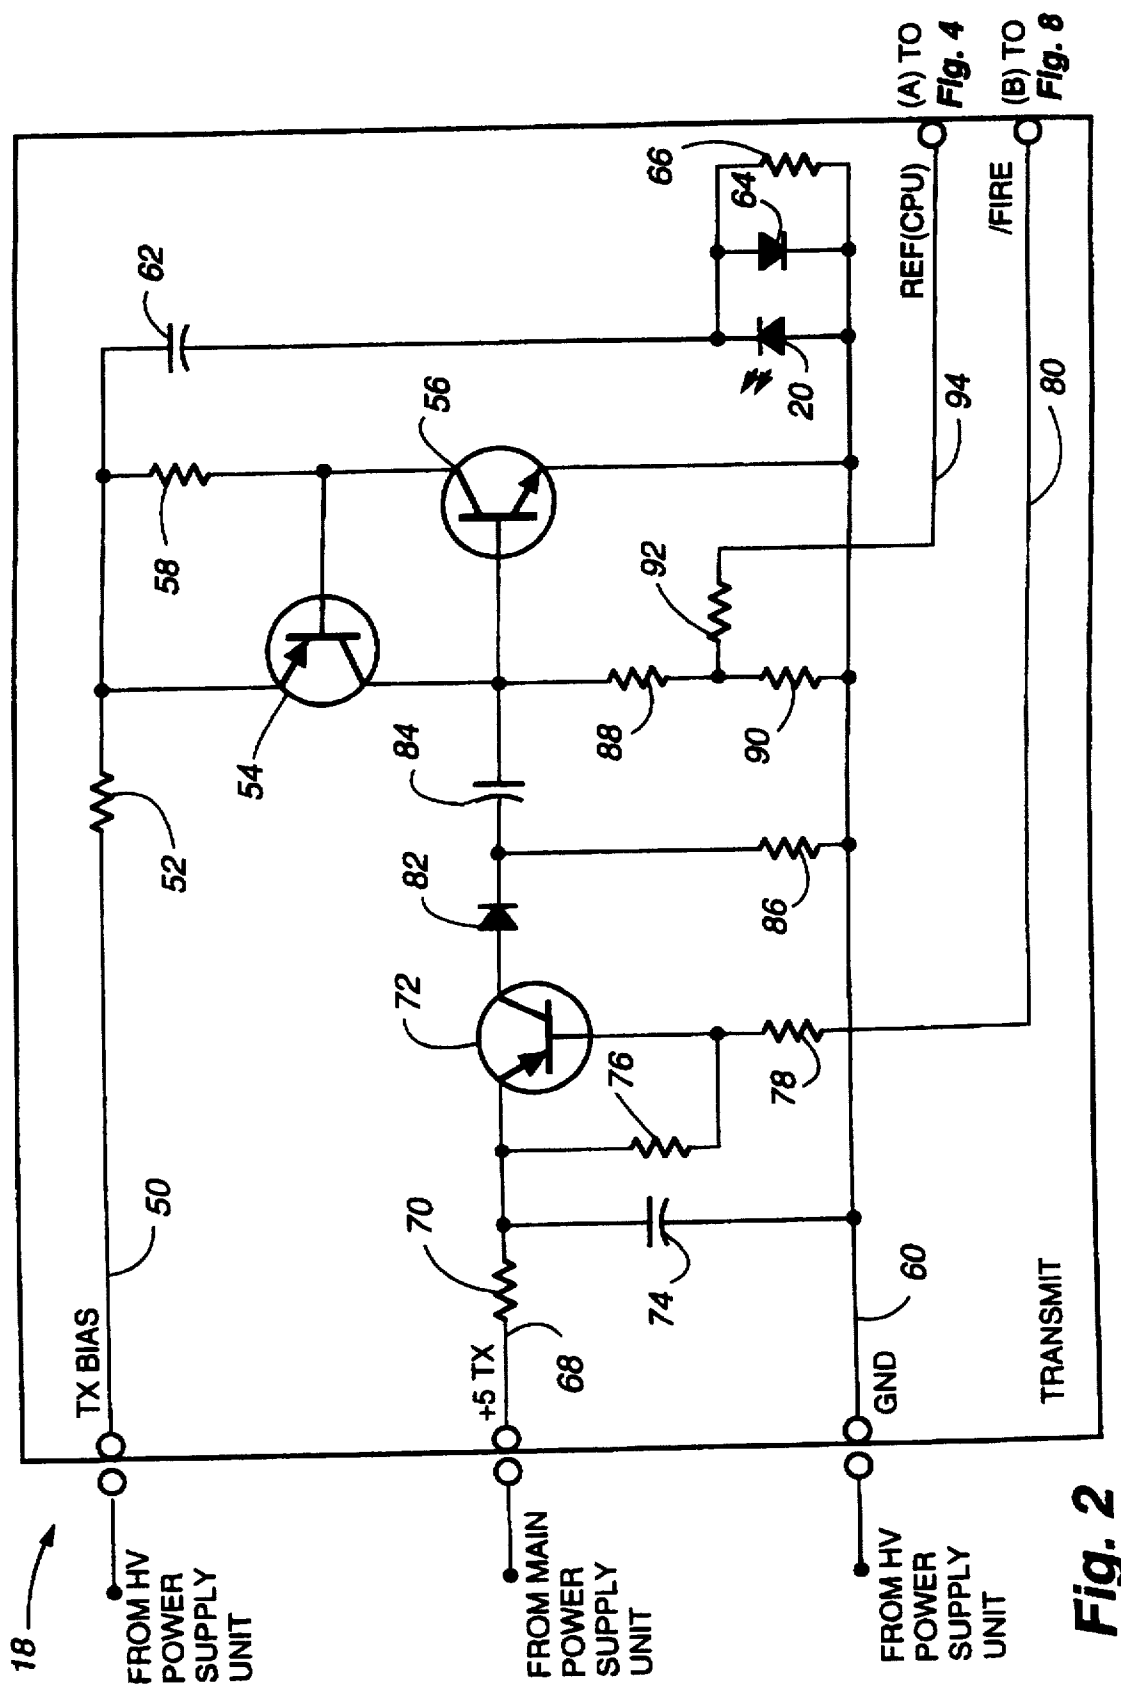 18
FROM HV
POWER
SUPPLY
UNIT
TX BIAS
50
52
54
58
62
56
FROM MAIN
POWER
SUPPLY
UNIT
+5 TX
68
70
72
82
84
74
76
78
86
88
90
92
20
64
66
FROM HV
POWER
SUPPLY
UNIT
GND
60
94
80
REF(CPU)
/FIRE
(A) TO
Fig. 4
(B) TO
Fig. 8
TRANSMIT
Fig. 2